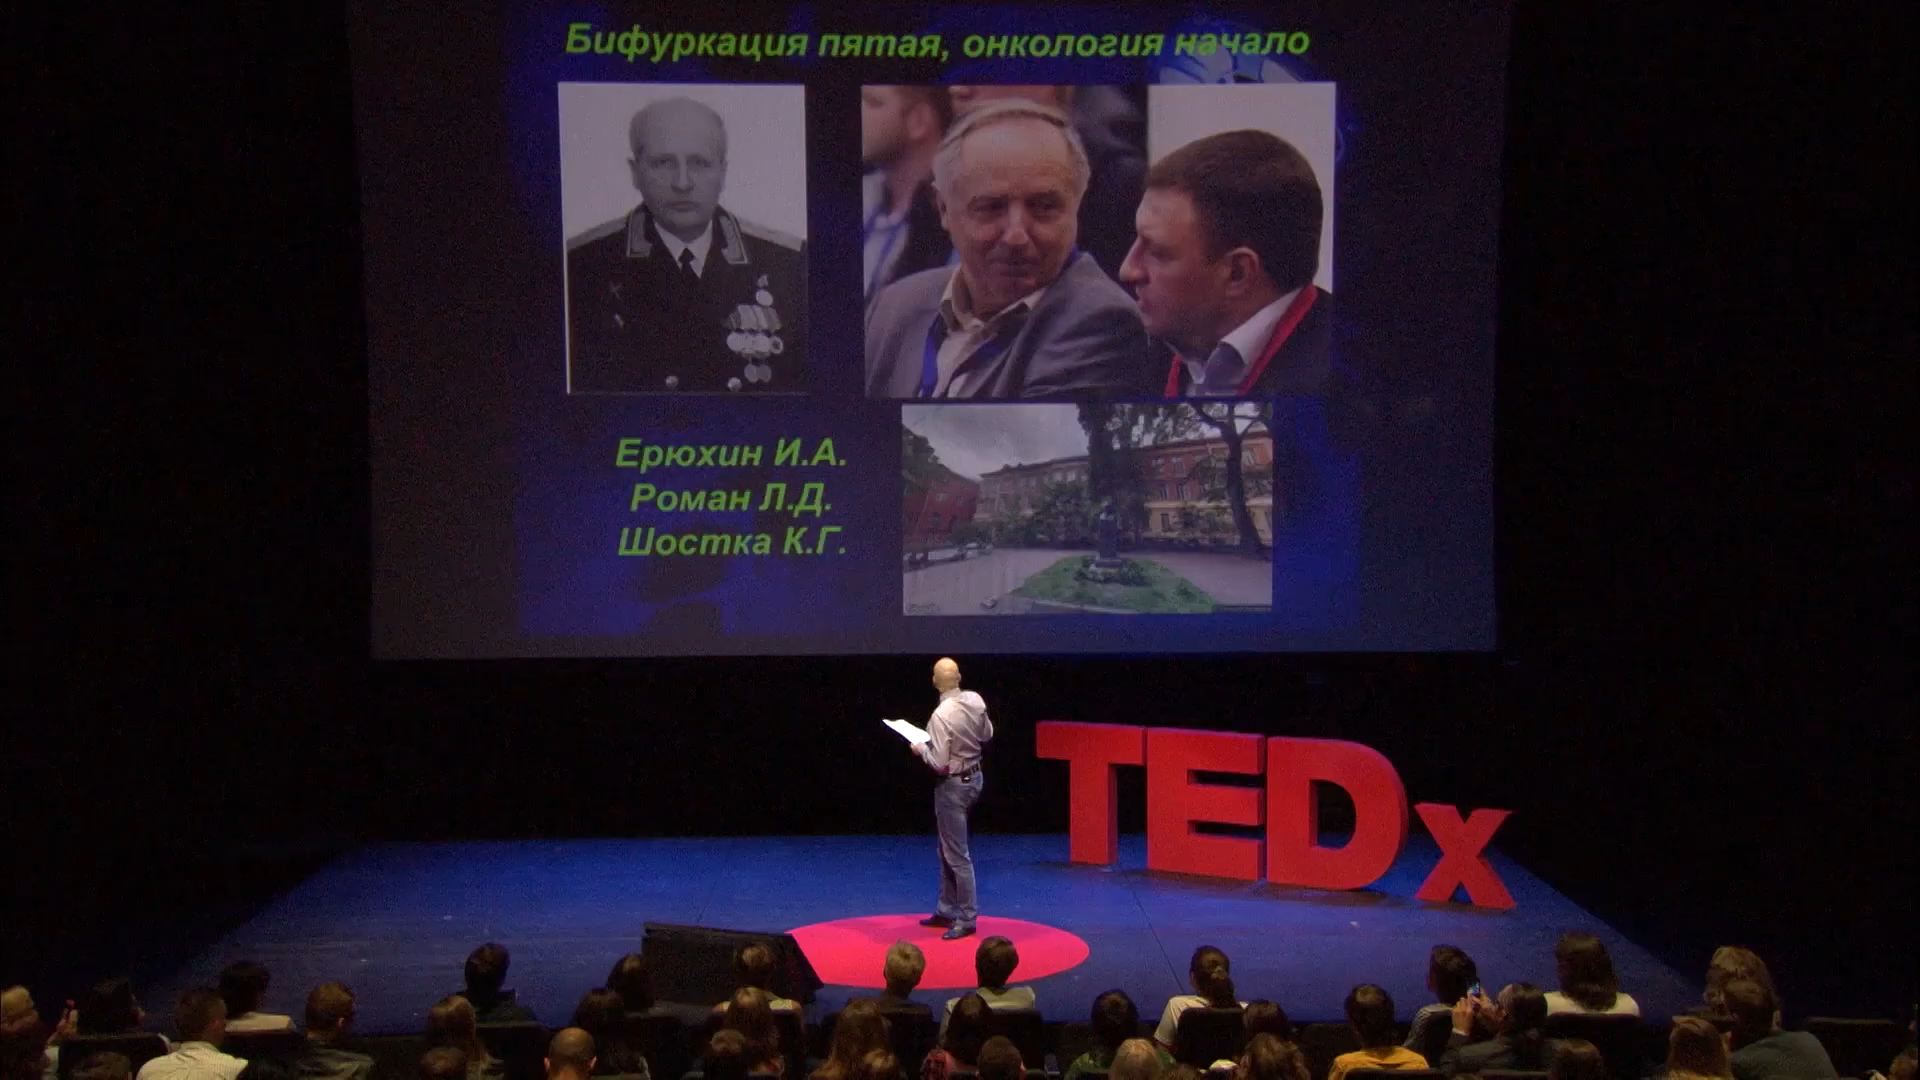 Бифуркация пятая, онкология начало
Ерюхин И.А.
Роман Л.Д.
Шостка К.Г.
TEDx